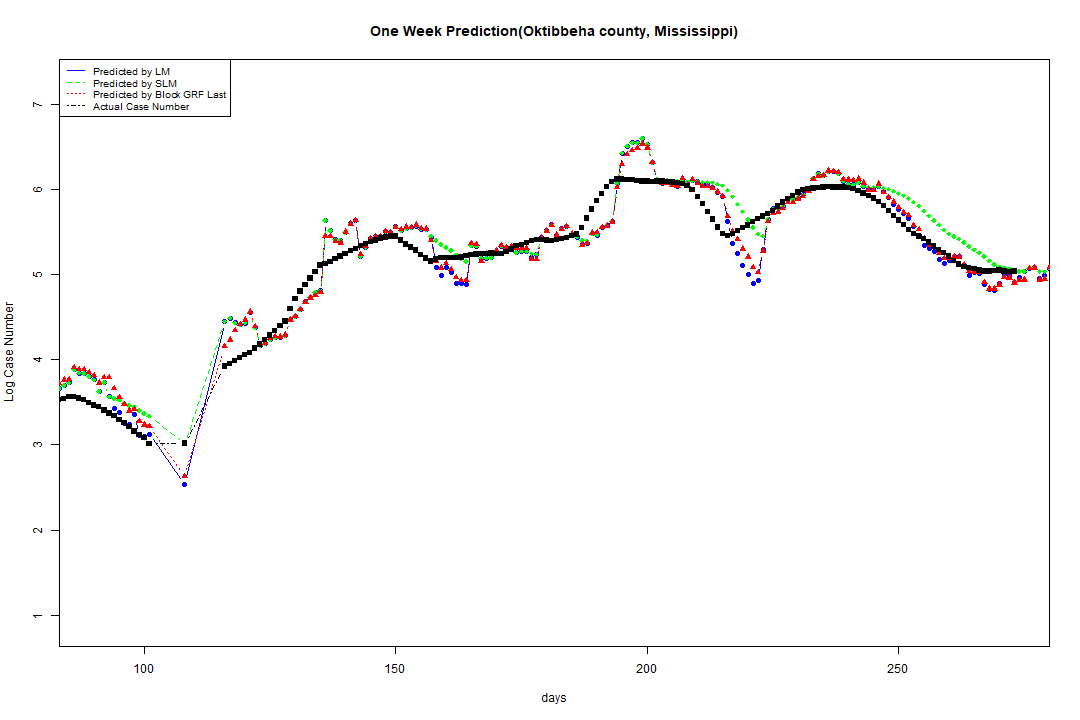 One Week Prediction(Oktibbeha county, Mississippi)
Predicted by LM
Predicted by SLM
Predicted by Block GRF Last
Actual Case Number
7
6
5
4
3
2
1
Log Case Number
100 150 200 250
days